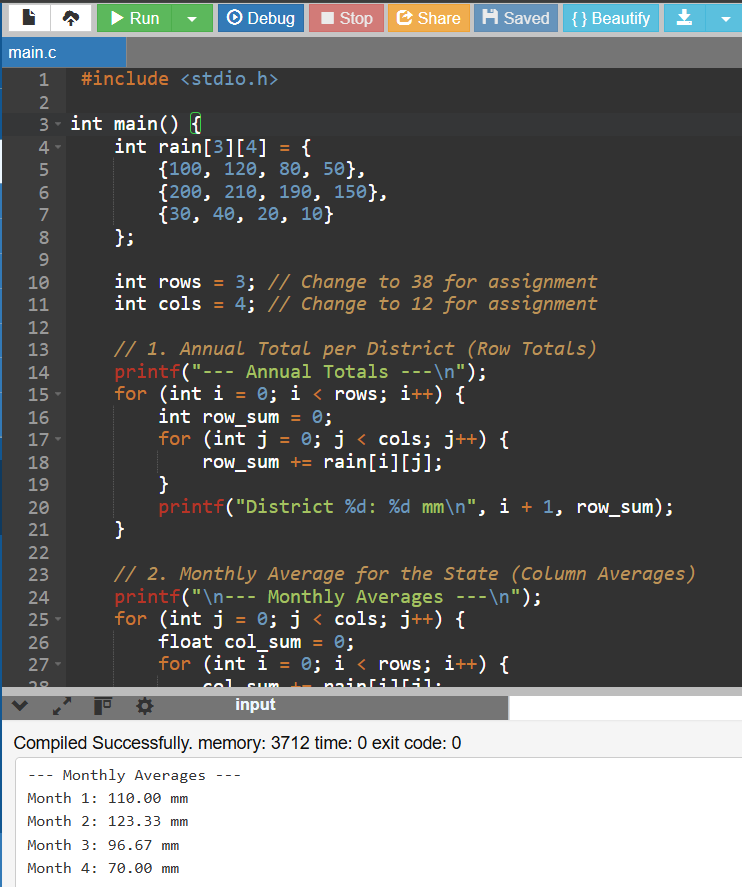 Run Debug Stop Share Saved { } Beautify
main.c
1 #include <stdio.h>
2
3 int main() {
4 int rain[3][4] = {
5 {100, 120, 80, 50},
6 {200, 210, 190, 150},
7 {30, 40, 20, 10}
8 };
9
10 int rows = 3; // Change to 38 for assignment
11 int cols = 4; // Change to 12 for assignment
12
13 // 1. Annual Total per District (Row Totals)
14 printf("--- Annual Totals ---\n");
15 for (int i = 0; i < rows; i++) {
16 int row_sum = 0;
17 for (int j = 0; j < cols; j++) {
18 row_sum += rain[i][j];
19 }
20 printf("District %d: %d mm\n", i + 1, row_sum);
21 }
22
23 // 2. Monthly Average for the State (Column Averages)
24 printf("\n--- Monthly Averages ---\n");
25 for (int j = 0; j < cols; j++) {
26 float col_sum = 0;
27 for (int i = 0; i < rows; i++) {
28 col_sum += rain[i][j];
input
Compiled Successfully. memory: 3712 time: 0 exit code: 0
--- Monthly Averages ---
Month 1: 110.00 mm
Month 2: 123.33 mm
Month 3: 96.67 mm
Month 4: 70.00 mm